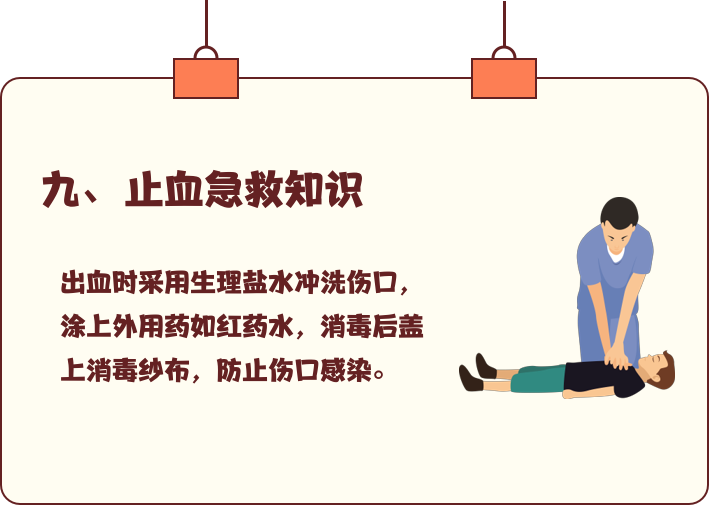 九、止血急救知识
出血时采用生理盐水冲洗伤口，
涂上外用药如红药水，消毒后盖
上消毒纱布，防止伤口感染。